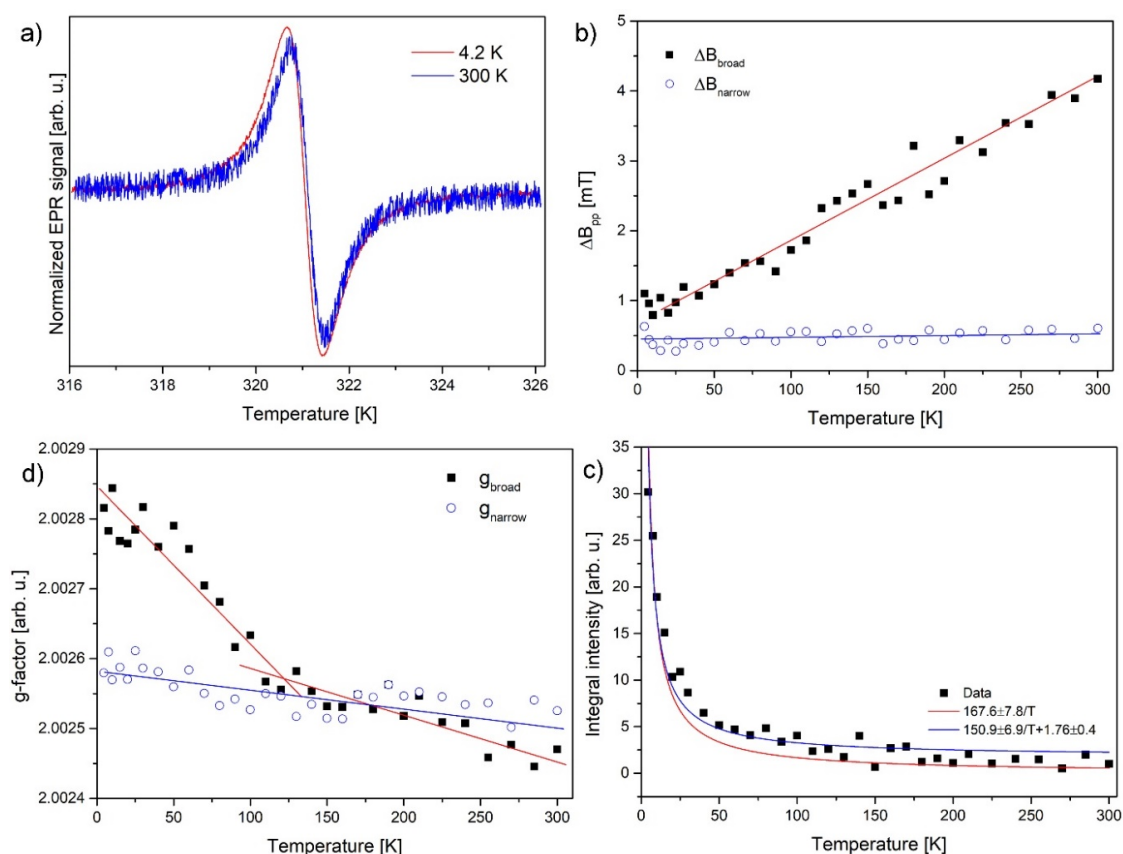 a)
4.2 K
300 K
Normalized EPR signal [arb. u.]
316 318 320 322 324 326
Temperature [K]
b)
ΔB_broad
ΔB_narrow
5
4
3
2
1
0
ΔB_pp [mT]
0 50 100 150 200 250 300
Temperature [K]
d)
g_broad
g_narrow
2.0029
2.0028
2.0027
2.0026
2.0025
2.0024
g-factor [arb. u.]
0 50 100 150 200 250 300
Temperature [K]
c)
35
30
25
20
15
10
5
0
Integral intensity [arb. u.]
Data
167.6±7.8/T
150.9±6.9/T+1.76±0.4
0 50 100 150 200 250 300
Temperature [K]